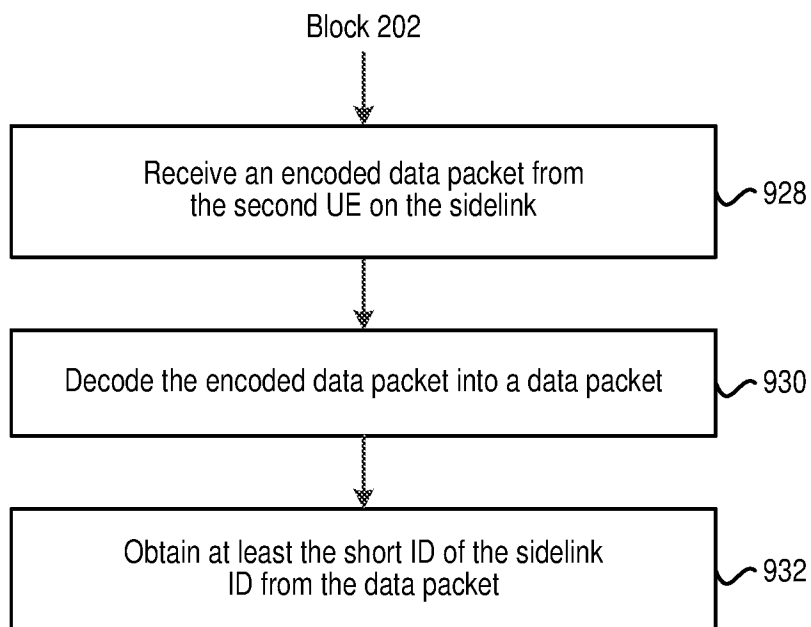 Block 202
Receive an encoded data packet from
the second UE on the sidelink
928
Decode the encoded data packet into a data packet
930
Obtain at least the short ID of the sidelink
ID from the data packet
932